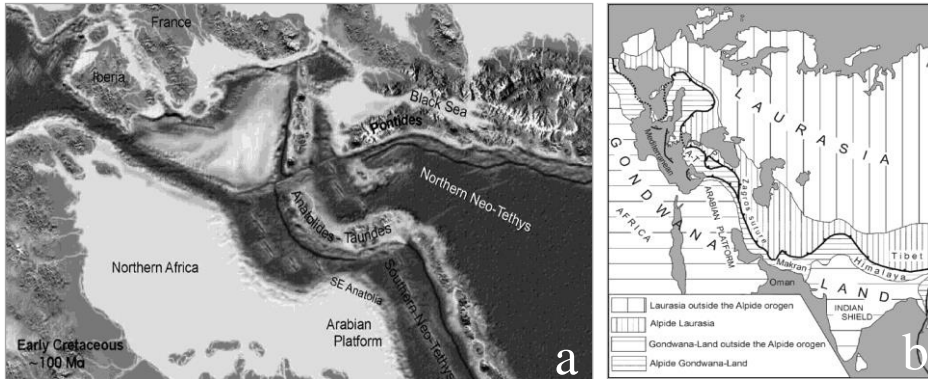 France
Iberia
Black Sea
Pontides
Northern Neo-Tethys
Anatolides - Taurides
Northern Africa
SE Anatolia
Southern-Neo-Tethys
Arabian
Platform
Early Cretaceous
~100 Ma
a
LAURASIA
GONDWANA
LAND
Mediterranean
AFRICA
ARABIAN PLATFORM
Zagros suture
Makran
Himalaya
Tibet
Oman
INDIAN
SHIELD
Laurasia outside the Alpide orogen
Alpide Laurasia
Gondwana-Land outside the Alpide orogen
Alpide Gondwana-Land
b